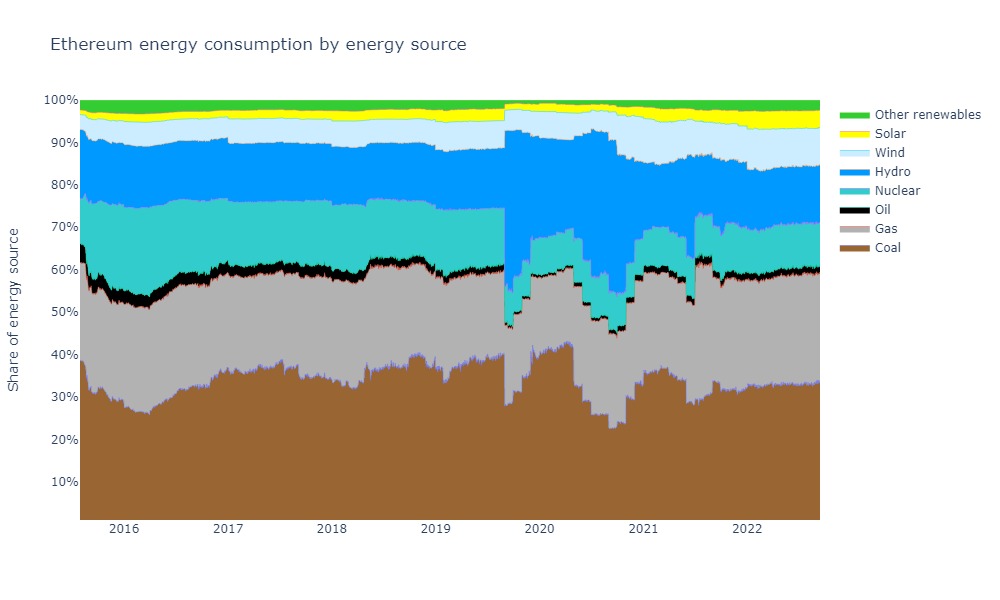 Ethereum energy consumption by energy source
Share of energy source
100%
90%
80%
70%
60%
50%
40%
30%
20%
10%
2016
2017
2018
2019
2020
2021
2022
Other renewables
Solar
Wind
Hydro
Nuclear
Oil
Gas
Coal